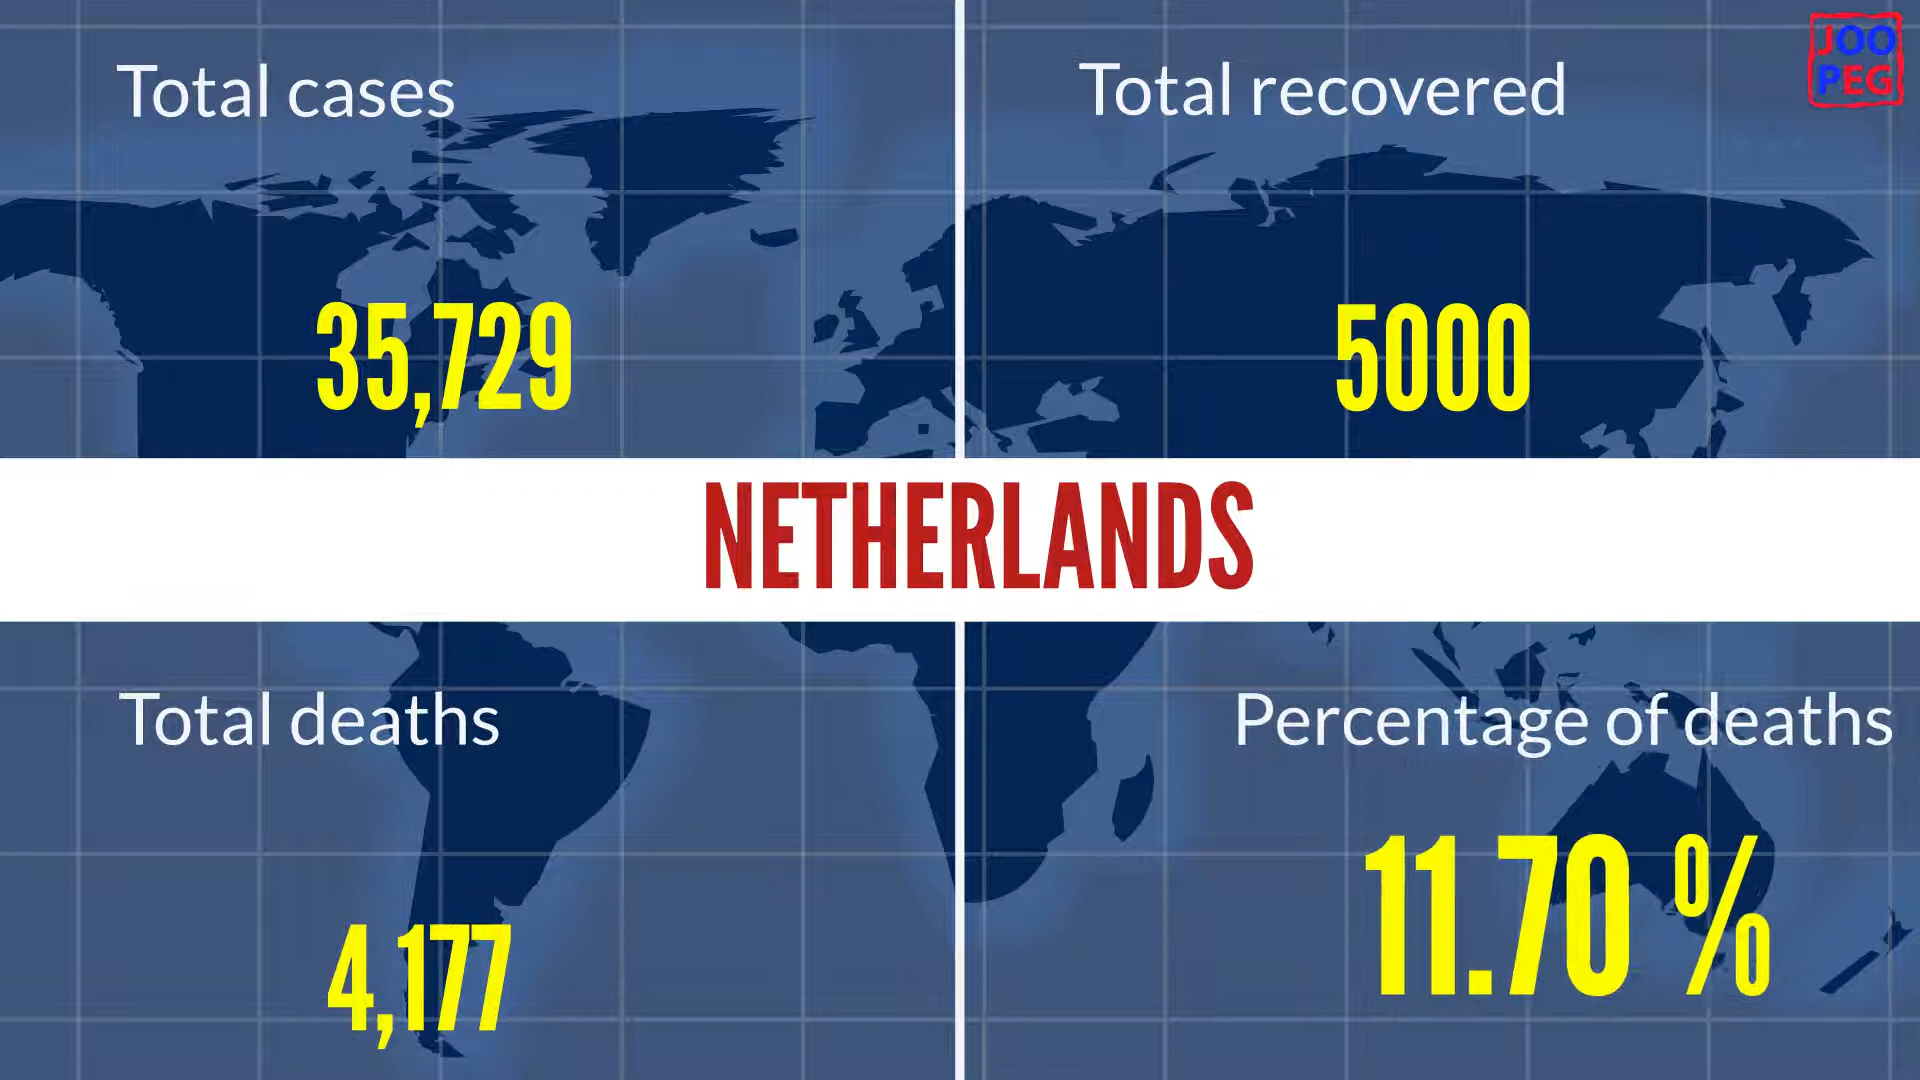 Total cases
Total recovered
JOO
PEG
35,729
5000
NETHERLANDS
Total deaths
Percentage of deaths
4,177
11.70 %